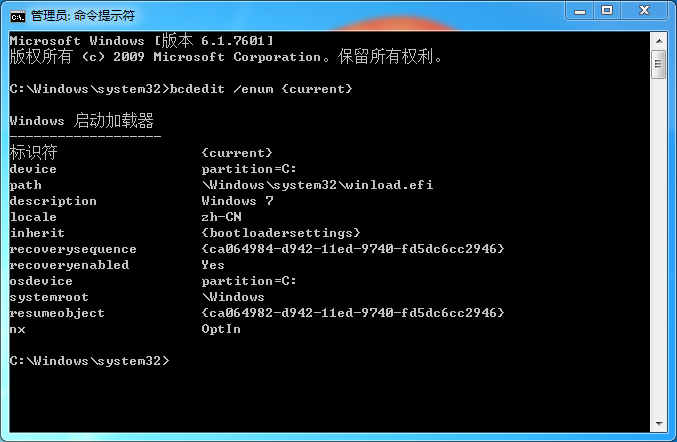 管理员: 命令提示符
Microsoft Windows [版本 6.1.7601]
版权所有 (c) 2009 Microsoft Corporation。保留所有权利。
C:\Windows\system32>bcdedit /enum {current}
Windows 启动加载器
-------------------
标识符                  {current}
device                  partition=C:
path                    \Windows\system32\winload.efi
description             Windows 7
locale                  zh-CN
inherit                 {bootloadersettings}
recoverysequence        {ca064984-d942-11ed-9740-fd5dc6cc2946}
recoveryenabled         Yes
osdevice                partition=C:
systemroot              \Windows
resumeobject            {ca064982-d942-11ed-9740-fd5dc6cc2946}
nx                      OptIn
C:\Windows\system32>